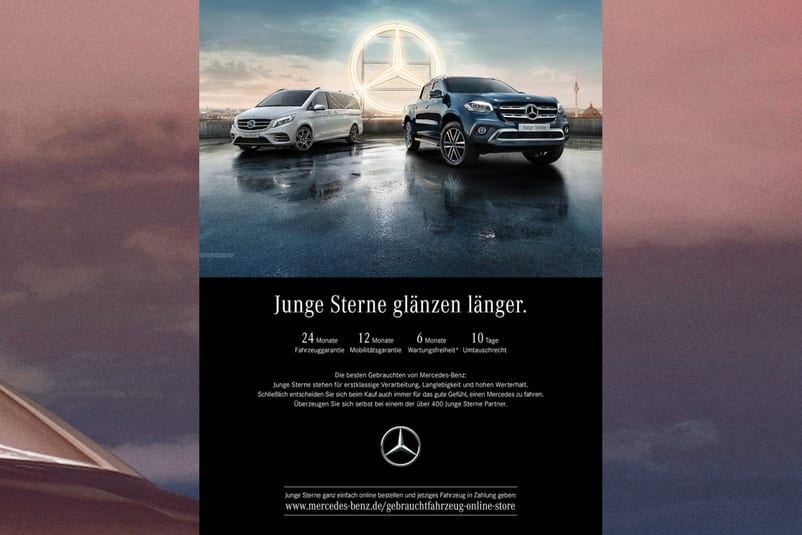 Junge Sterne
Junge Sterne glänzen länger.
24 Monate 12 Monate 6 Monate 10 Tage
Fahrzeuggarantie Mobilitätsgarantie Wartungsfreiheit* Umtauschrecht
Die besten Gebrauchten von Mercedes-Benz:
Junge Sterne stehen für erstklassige Verarbeitung, Langlebigkeit und hohen Werterhalt.
Schließlich entscheiden Sie sich beim Kauf auch immer für das gute Gefühl, einen Mercedes zu fahren.
Überzeugen Sie sich selbst bei einem der über 400 Junge Sterne Partner.
Junge Sterne ganz einfach online bestellen und jetziges Fahrzeug in Zahlung geben:
www.mercedes-benz.de/gebrauchtfahrzeug-online-store